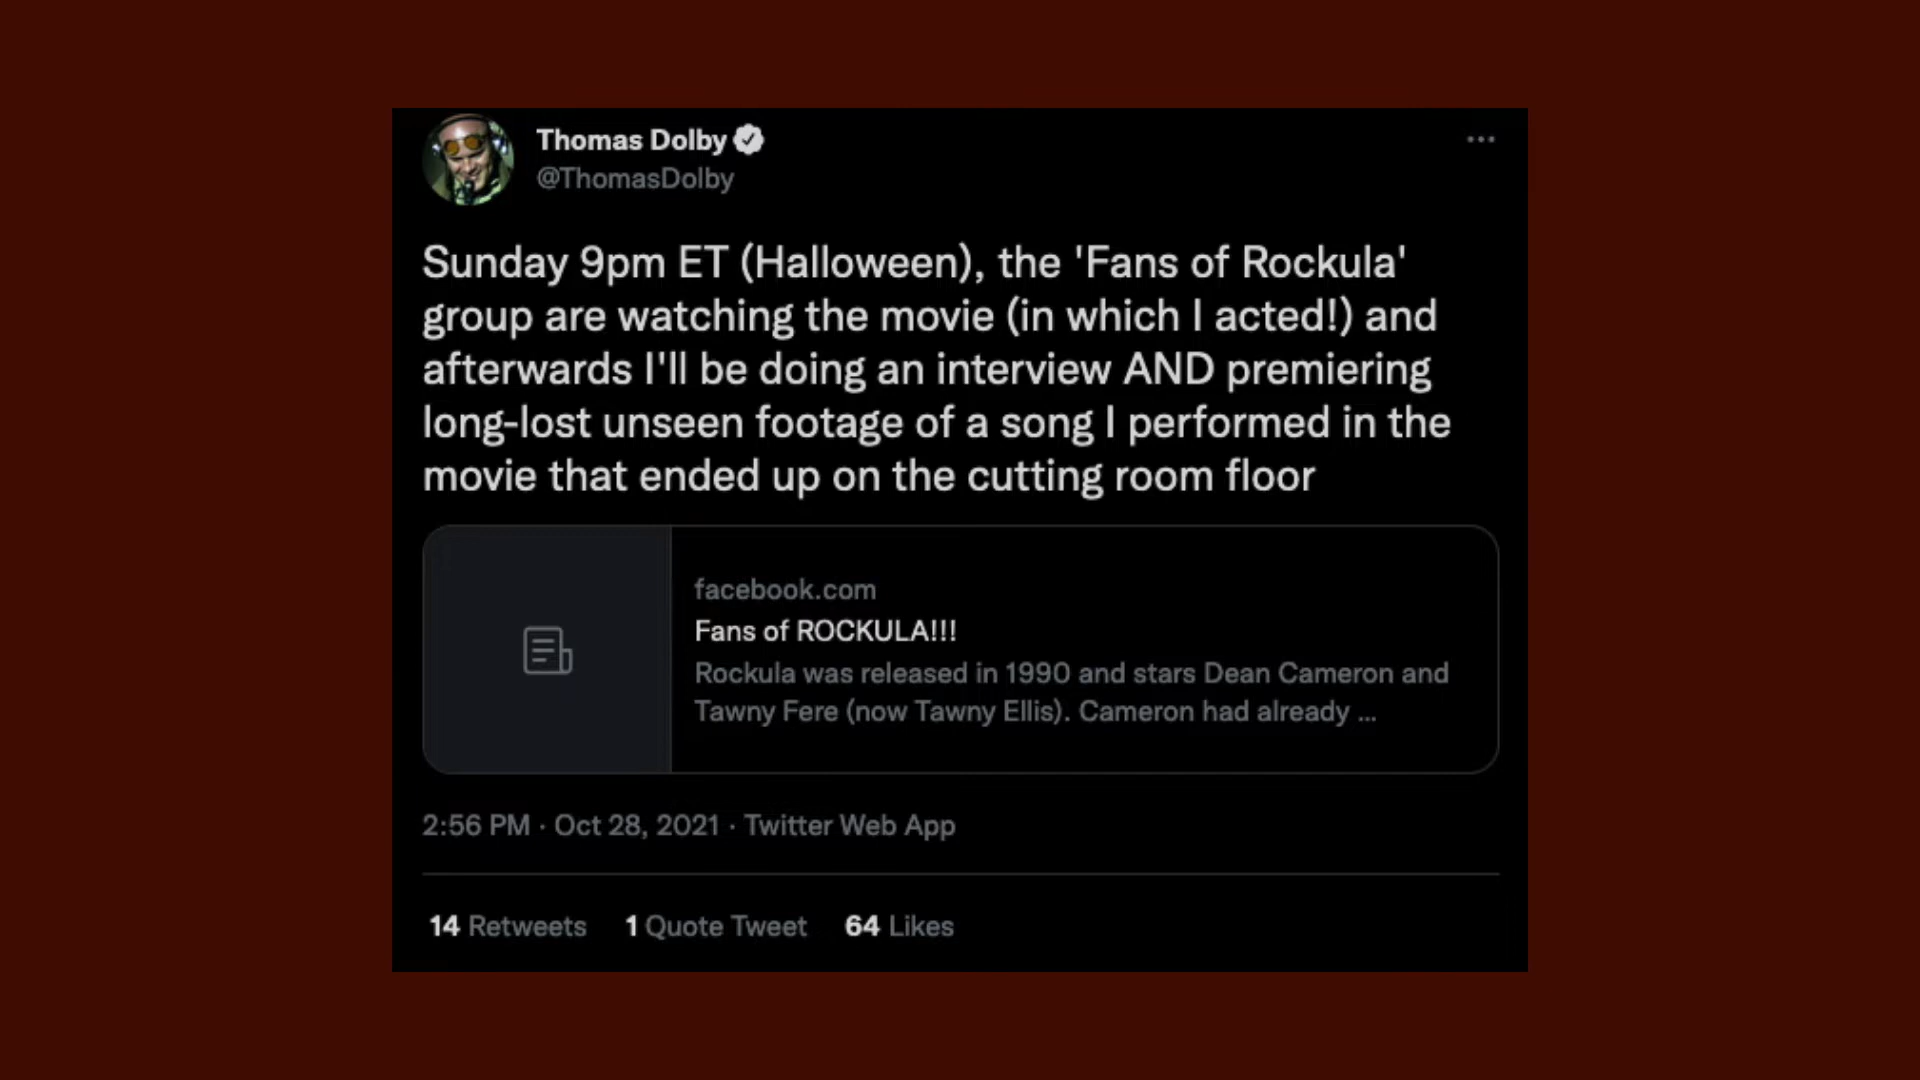 Thomas Dolby
@ThomasDolby
Sunday 9pm ET (Halloween), the 'Fans of Rockula'
group are watching the movie (in which I acted!) and
afterwards I'll be doing an interview AND premiering
long-lost unseen footage of a song I performed in the
movie that ended up on the cutting room floor
facebook.com
Fans of ROCKULA!!!
Rockula was released in 1990 and stars Dean Cameron and
Tawny Fere (now Tawny Ellis). Cameron had already ...
2:56 PM · Oct 28, 2021 · Twitter Web App
14 Retweets 1 Quote Tweet 64 Likes